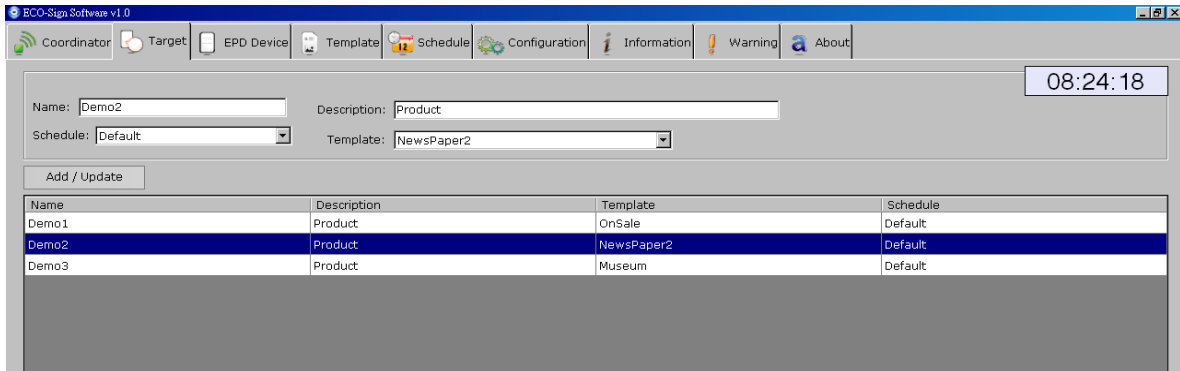 ECO-Sign Software v1.0
Coordinator Target EPD Device Template 12 Schedule Configuration i Information ! Warning a About
08:24:18
Name: Demo2 Description: Product
Schedule: Default Template: NewsPaper2
Add / Update
Name Description Template Schedule
Demo1 Product OnSale Default
Demo2 Product NewsPaper2 Default
Demo3 Product Museum Default